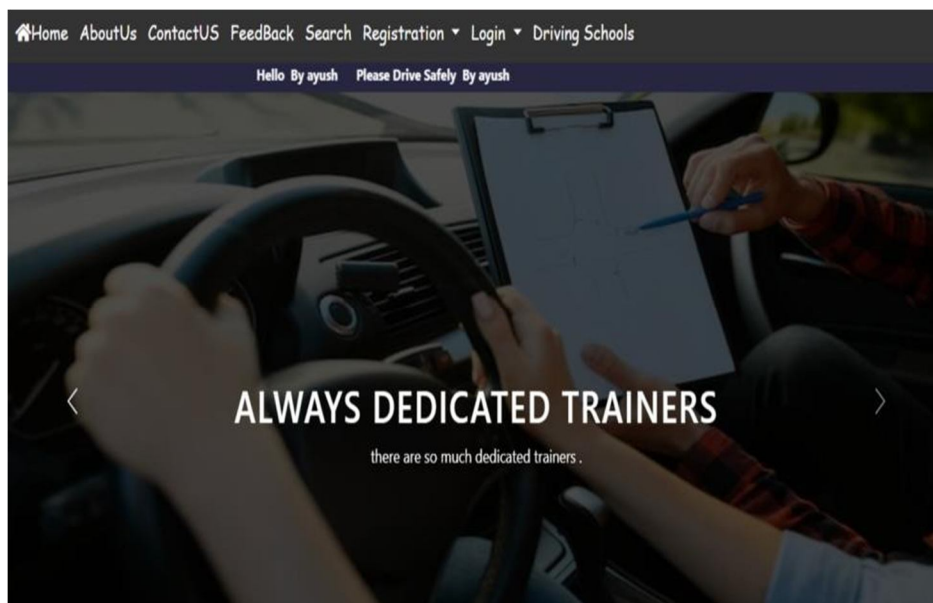 Home AboutUs ContactUS FeedBack Search Registration Login Driving Schools
Hello By ayush Please Drive Safely By ayush
ALWAYS DEDICATED TRAINERS
there are so much dedicated trainers .